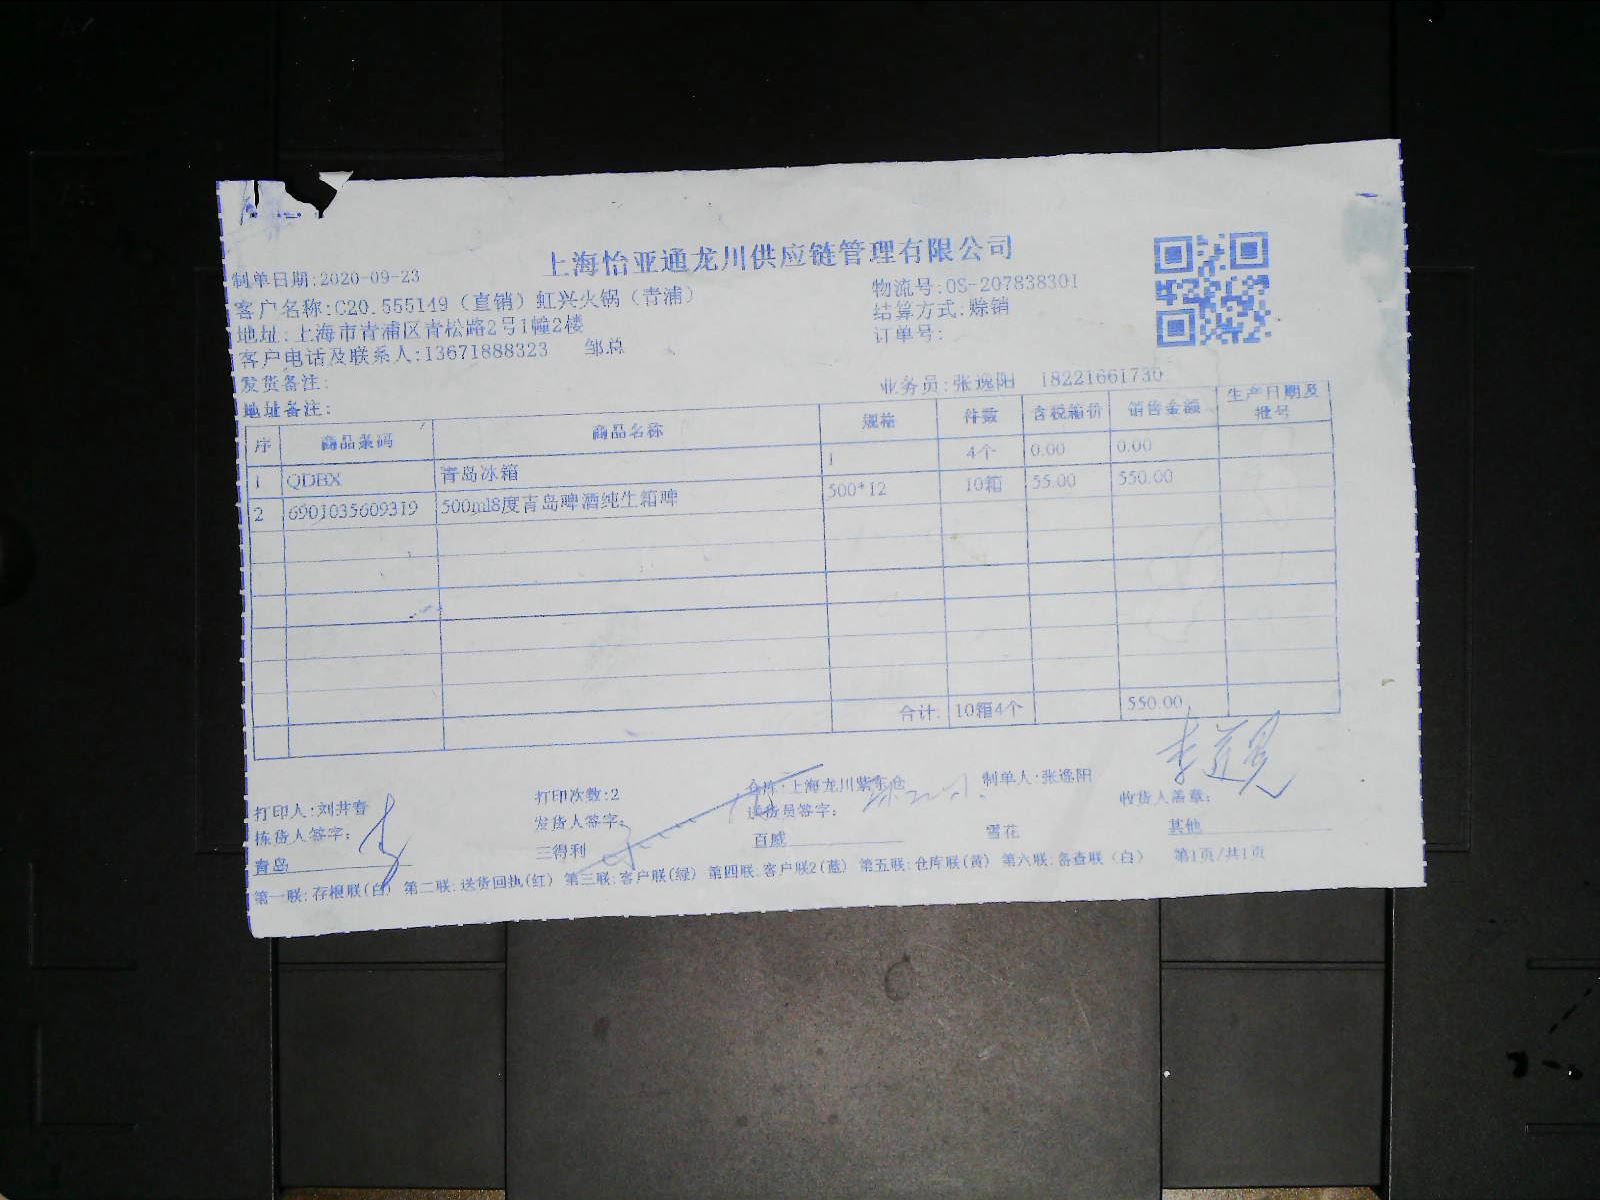 上海怡亚通龙川供应链管理有限公司
制单日期:2020-09-23
物流号:OS-207838301
客户名称:C20.555149（直销）虹兴火锅（青浦）
结算方式:赊销
地址:上海市青浦区青松路2号1幢2楼
订单号:
客户电话及联系人:13671888323 邹总
发货备注:
业务员:张逸阳 18221661730
地址备注:
序 商品条码 商品名称 规格 件数 含税箱价 销售金额 生产日期及批号
1 QDBX 青岛冰箱 1 4个 0.00 0.00
2 6901035609319 500ml8度青岛啤酒纯生箱啤 500*12 10箱 55.00 550.00
合计: 10箱4个 550.00
打印人:刘井春 打印次数:2 仓库:上海龙川紫东仓 制单人:张逸阳
拣货人签字: 发货人签字: 送货员签字: 收货人盖章:
青岛 三得利 百威 雪花 其他
第一联:存根联(白) 第二联:送货回执(红) 第三联:客户联(绿) 第四联:客户联2(蓝) 第五联:仓库联(黄) 第六联:备查联（白） 第1页/共1页